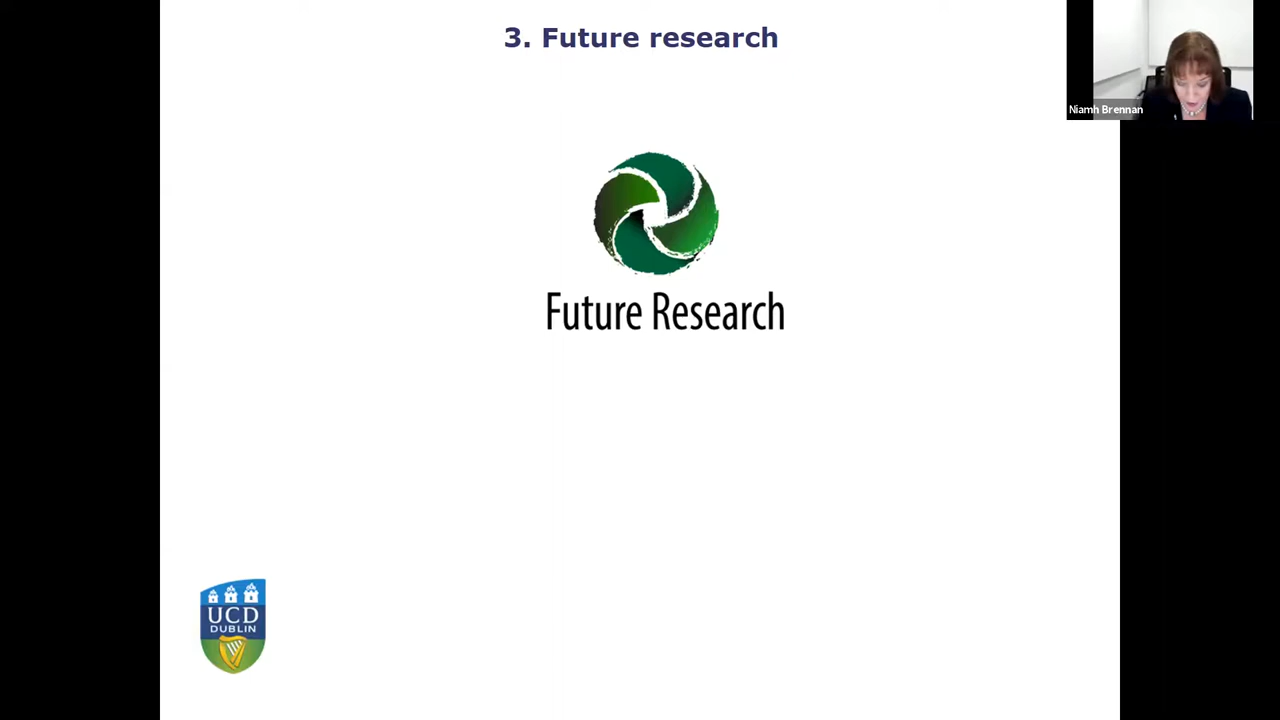 3. Future research
Niamh Brennan
Future Research
UCD
DUBLIN